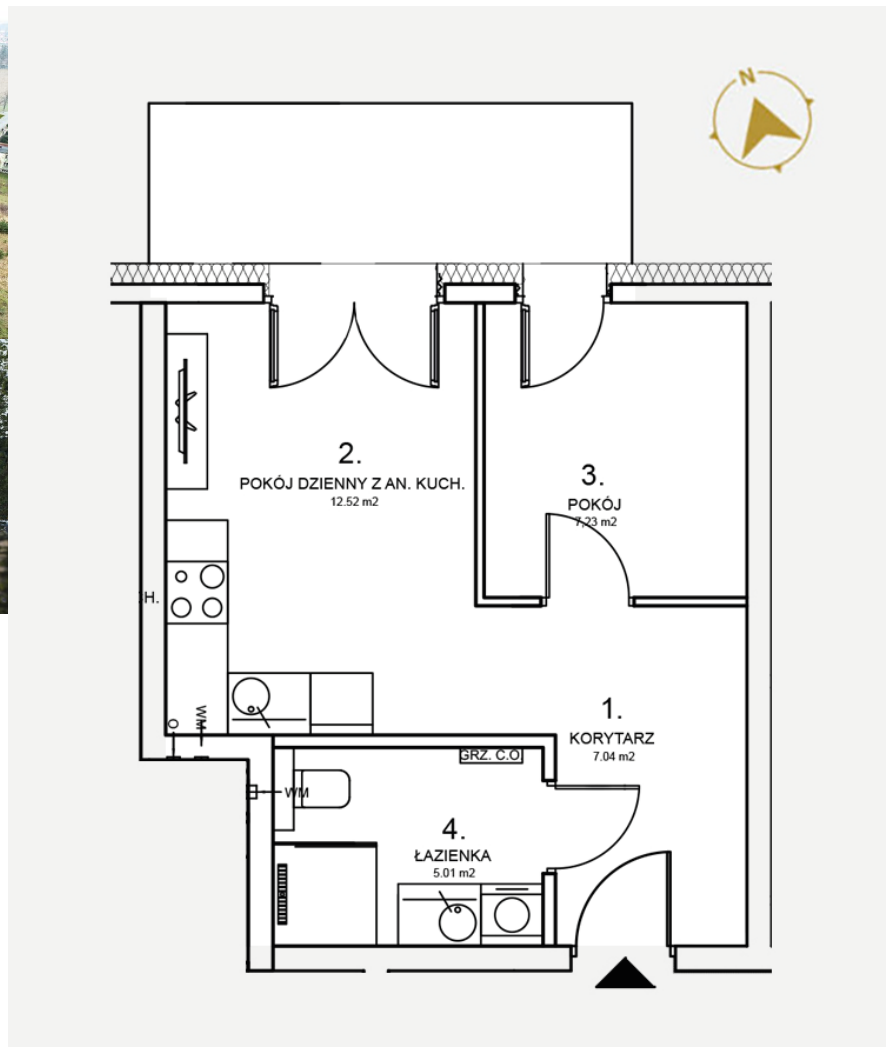 N
2.
POKÓJ DZIENNY Z AN. KUCH.
12.52 m2
3.
POKÓJ
7,23 m2
H.
1.
KORYTARZ
7.04 m2
O
WM
GRZ. C.O
WM
4.
ŁAZIENKA
5.01 m2